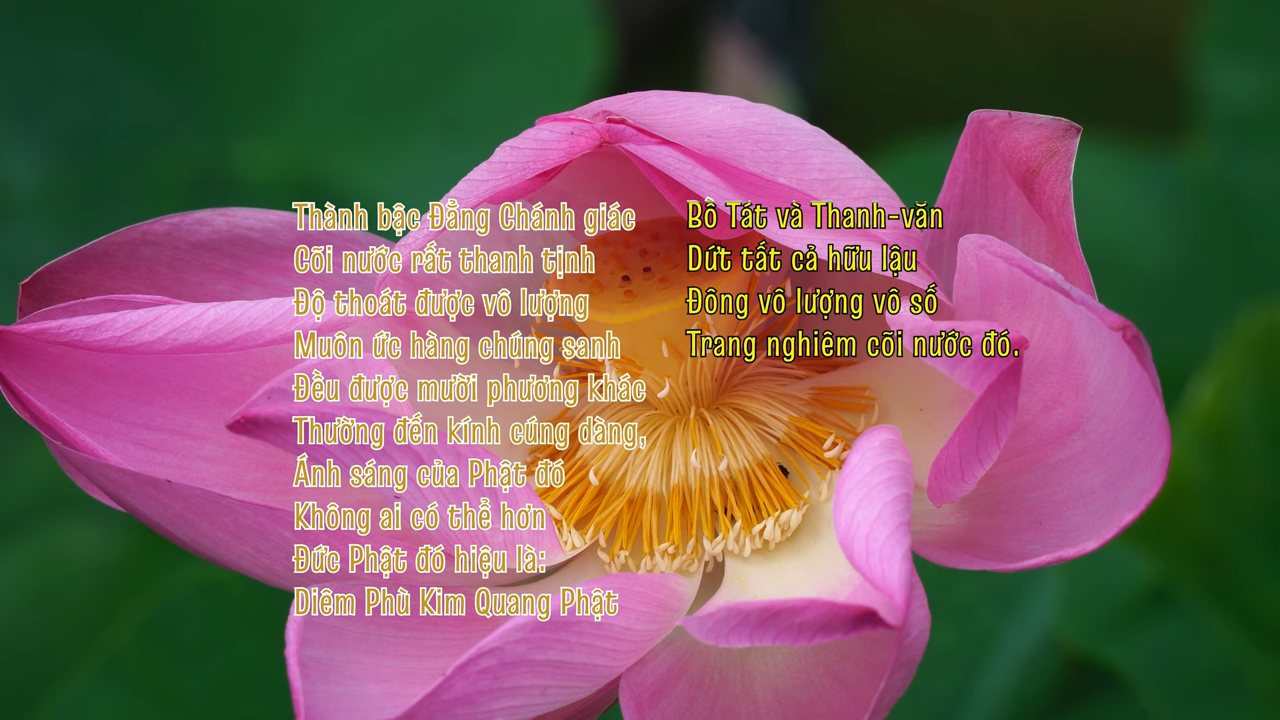 Thành bậc Đẳng Chánh giác
Cõi nước rất thanh tịnh
Độ thoát được vô lượng
Muôn ức hàng chúng sanh
Đều được mười phương khác
Thường đến kính cúng dàng,
Ánh sáng của Phật đó
Không ai có thể hơn
Đức Phật đó hiệu là:
Diêm Phù Kim Quang Phật
Bồ Tát và Thanh-văn
Dứt tất cả hữu lậu
Đông vô lượng vô số
Trang nghiêm cõi nước đó.